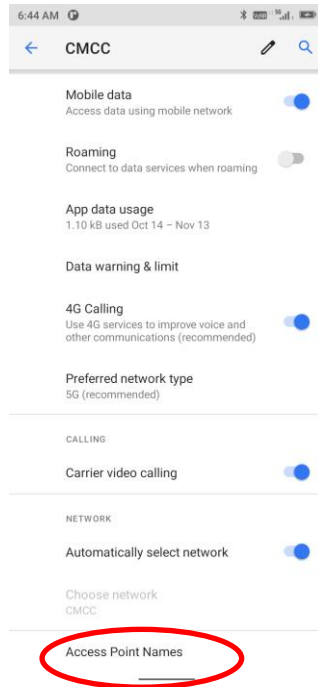 6:44 AM
CMCC
Mobile data
Access data using mobile network
Roaming
Connect to data services when roaming
App data usage
1.10 kB used Oct 14 – Nov 13
Data warning & limit
4G Calling
Use 4G services to improve voice and
other communications (recommended)
Preferred network type
5G (recommended)
CALLING
Carrier video calling
NETWORK
Automatically select network
Choose network
CMCC
Access Point Names